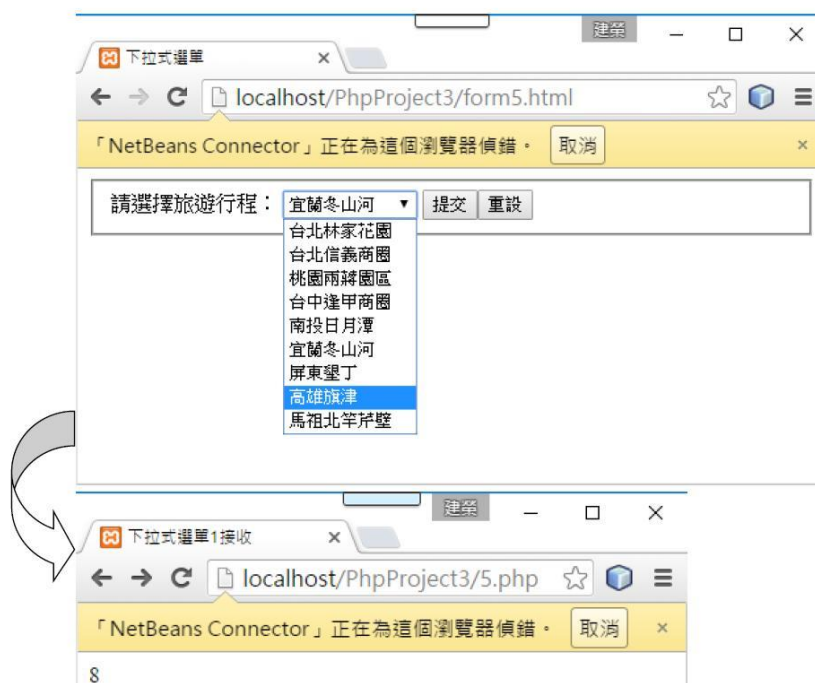 建榮
下拉式選單
localhost/PhpProject3/form5.html
「NetBeans Connector」正在為這個瀏覽器偵錯。 取消
請選擇旅遊行程： 宜蘭冬山河 提交 重設
台北林家花園
台北信義商圈
桃園兩蔣園區
台中逢甲商圈
南投日月潭
宜蘭冬山河
屏東墾丁
高雄旗津
馬祖北竿芹壁
建榮
下拉式選單1接收
localhost/PhpProject3/5.php
「NetBeans Connector」正在為這個瀏覽器偵錯。 取消
8